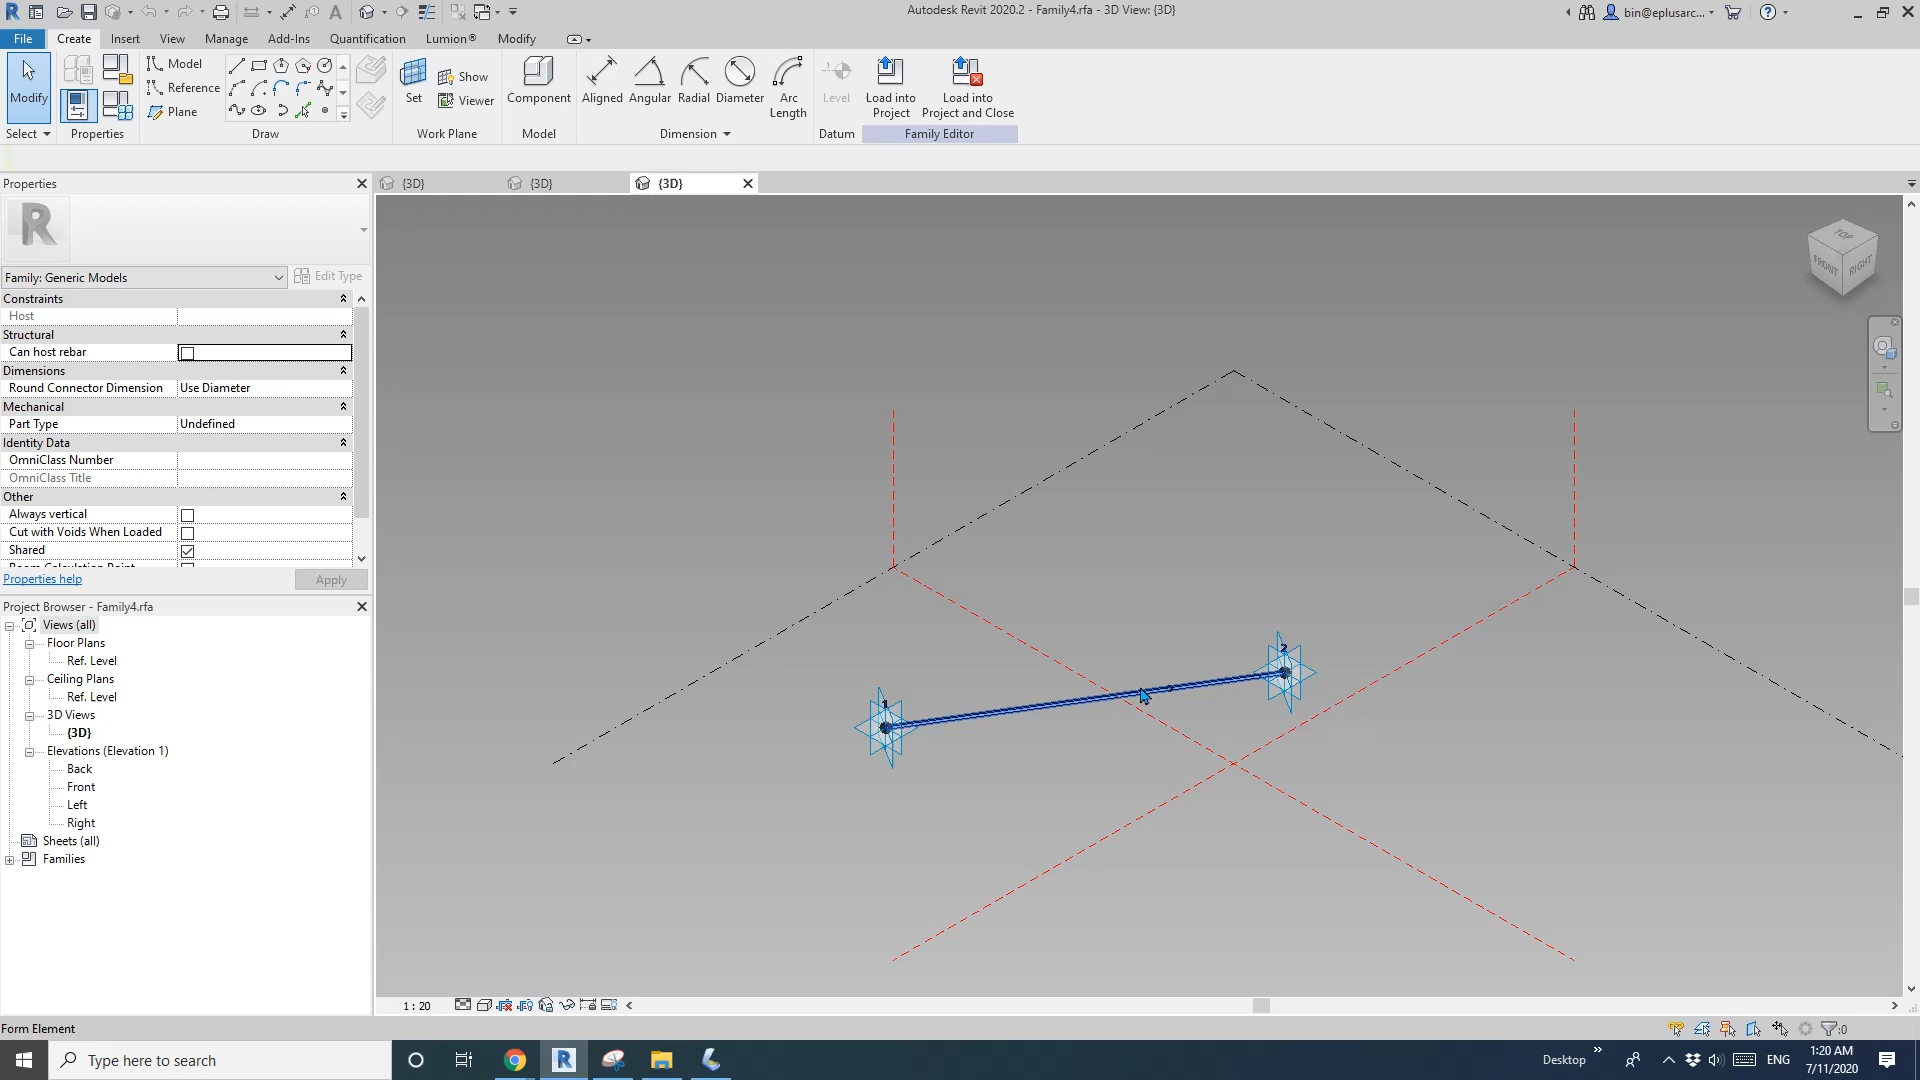 Autodesk Revit 2020.2 - Family4.rfa - 3D View: {3D}
bin@eplusarc...
File Create Insert View Manage Add-Ins Quantification Lumion® Modify
Modify
Select
Properties
Model
Reference
Plane
Draw
Set
Show
Viewer
Work Plane
Component
Model
Aligned Angular Radial Diameter Arc Length
Dimension
Level
Datum
Load into Project
Load into Project and Close
Family Editor
Properties
{3D} {3D} {3D}
R
Family: Generic Models
Edit Type
Constraints
Host
Structural
Can host rebar
Dimensions
Round Connector Dimension Use Diameter
Mechanical
Part Type Undefined
Identity Data
OmniClass Number
OmniClass Title
Other
Always vertical
Cut with Voids When Loaded
Shared
Room Calculation Point
Properties help
Apply
Project Browser - Family4.rfa
Views (all)
Floor Plans
Ref. Level
Ceiling Plans
Ref. Level
3D Views
{3D}
Elevations (Elevation 1)
Back
Front
Left
Right
Sheets (all)
Families
TOP
FRONT RIGHT
1
2
1 : 20
Form Element
:0
Type here to search
Desktop
ENG
1:20 AM
7/11/2020